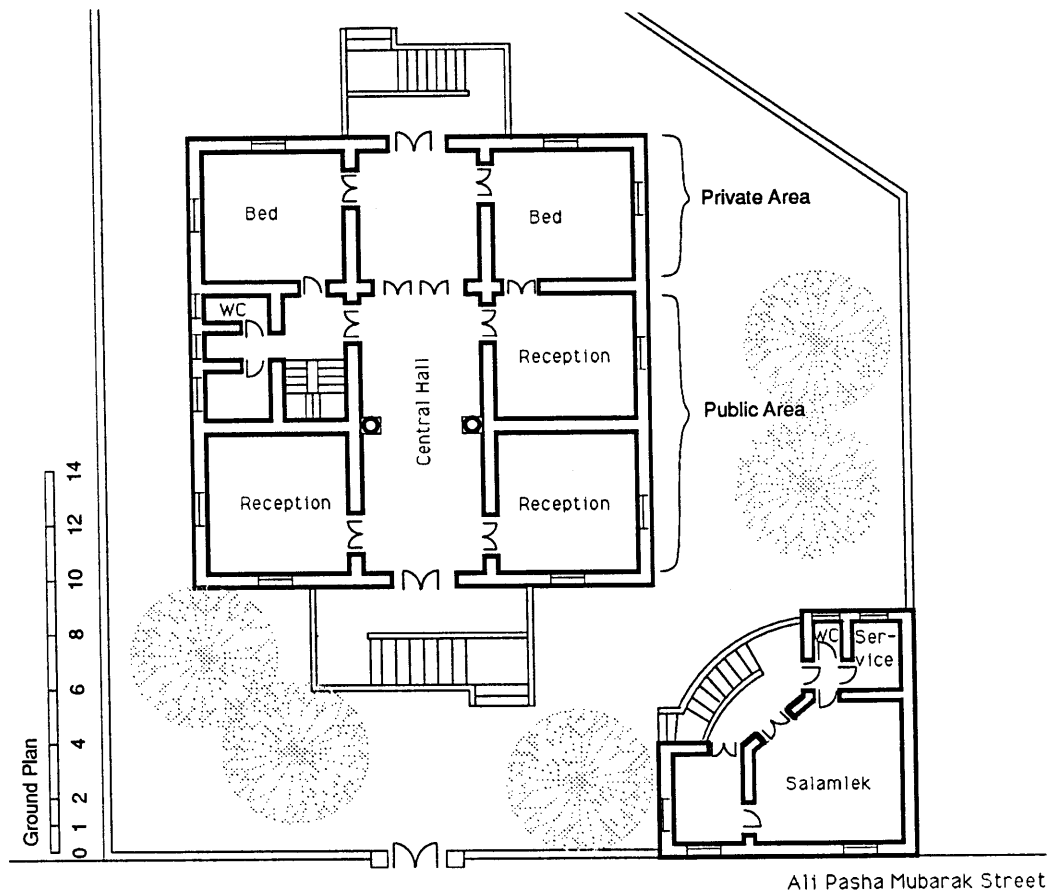 Private Area
Bed
Bed
WC
Reception
Central Hall
Public Area
Reception
Reception
14
12
10
8
6
4
2
1
0
Ground Plan
WC
Ser-
vice
Salamlek
Ali Pasha Mubarak Street